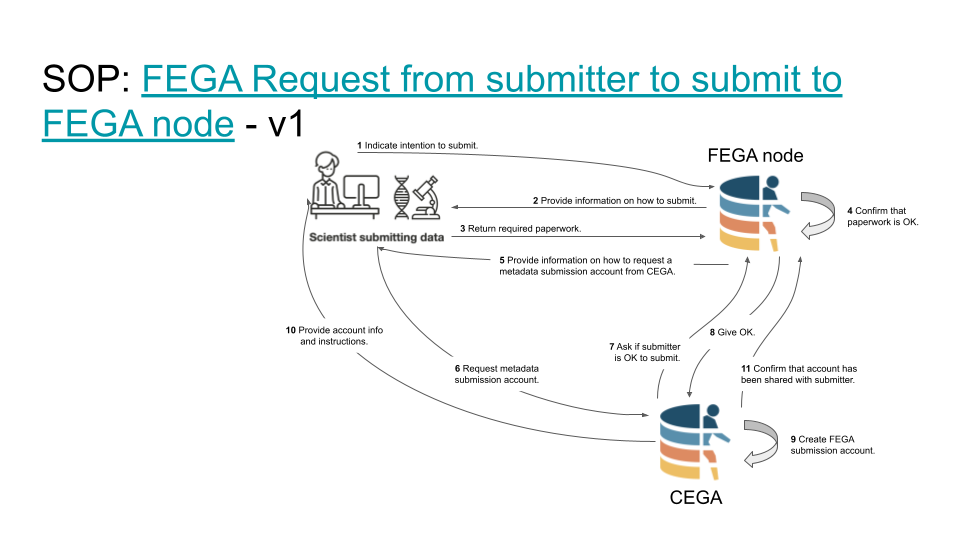 SOP: FEGA Request from submitter to submit to
FEGA node - v1
1 Indicate intention to submit.
FEGA node
2 Provide information on how to submit.
4 Confirm that
paperwork is OK.
3 Return required paperwork.
Scientist submitting data
5 Provide information on how to request a
metadata submission account from CEGA.
10 Provide account info
and instructions.
8 Give OK.
7 Ask if submitter
is OK to submit.
6 Request metadata
submission account.
11 Confirm that account has
been shared with submitter.
9 Create FEGA
submission account.
CEGA